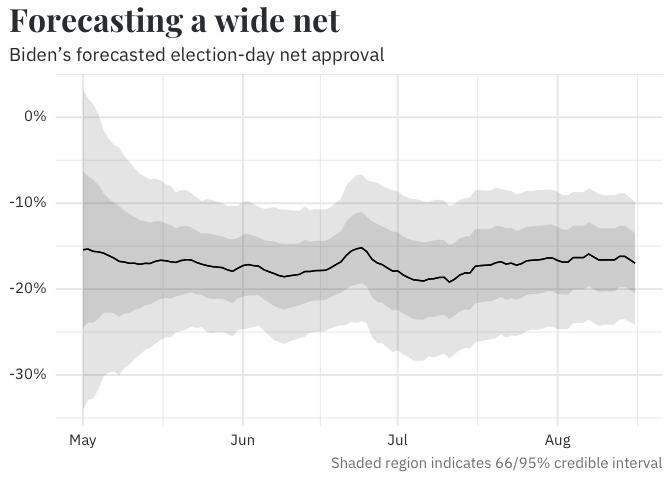 Forecasting a wide net
Biden’s forecasted election-day net approval
0%
-10%
-20%
-30%
May Jun Jul Aug
Shaded region indicates 66/95% credible interval